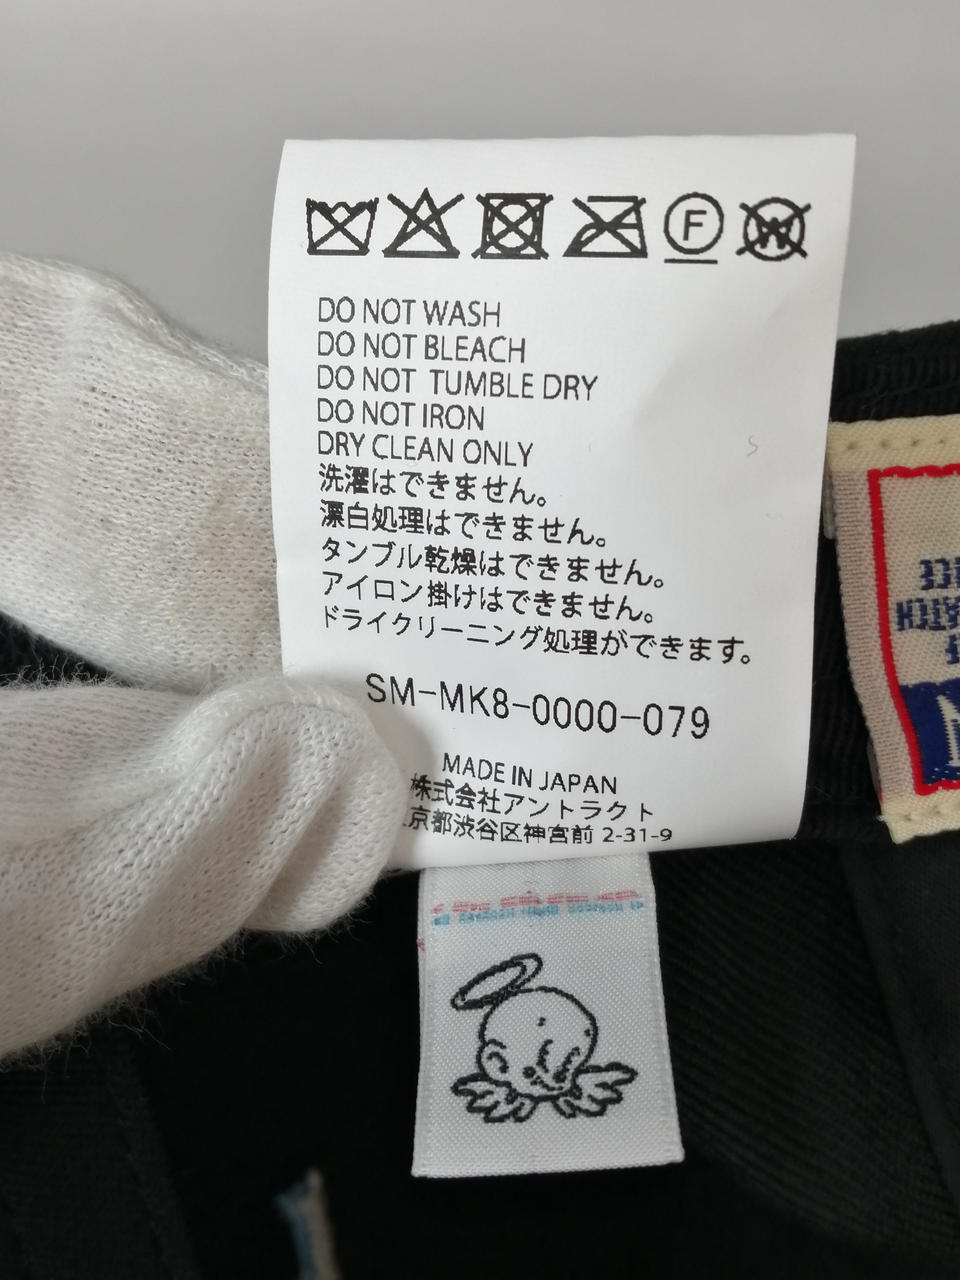 F W
DO NOT WASH
DO NOT BLEACH
DO NOT TUMBLE DRY
DO NOT IRON
DRY CLEAN ONLY
洗濯はできません。
漂白処理はできません。
タンブル乾燥はできません。
アイロン掛けはできません。
ドライクリーニング処理ができます。
SM-MK8-0000-079
MADE IN JAPAN
株式会社アントラクト
京都渋谷区神宮前 2-31-9